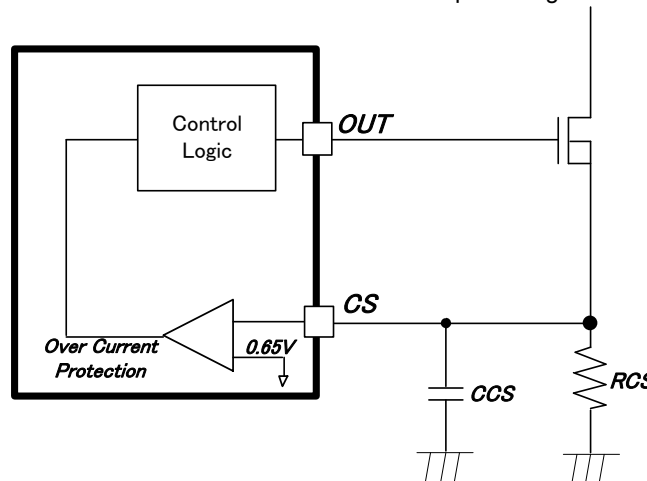 Control
Logic
OUT
CS
0.65V
Over Current
Protection
CCS
RCS